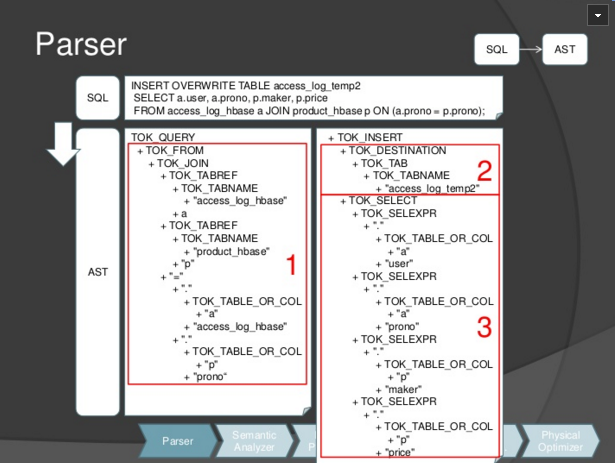 Parser
SQL
AST
SQL
INSERT OVERWRITE TABLE access_log_temp2
SELECT a.user, a.prono, p.maker, p.price
FROM access_log_hbase a JOIN product_hbase p ON (a.prono = p.prono);
AST
TOK_QUERY
+ TOK_FROM
+ TOK_JOIN
+ TOK_TABREF
+ TOK_TABNAME
+ "access_log_hbase"
+ a
+ TOK_TABREF
+ TOK_TABNAME
+ "product_hbase"
+ "p"
+ "="
+ "."
+ TOK_TABLE_OR_COL
+ "a"
+ "access_log_hbase"
+ "."
+ TOK_TABLE_OR_COL
+ "p"
+ "prono"
1
+ TOK_INSERT
+ TOK_DESTINATION
+ TOK_TAB
+ TOK_TABNAME
+ "access_log_temp2"
2
+ TOK_SELECT
+ TOK_SELEXPR
+ "."
+ TOK_TABLE_OR_COL
+ "a"
+ "user"
+ TOK_SELEXPR
+ "."
+ TOK_TABLE_OR_COL
+ "a"
+ "prono"
+ TOK_SELEXPR
+ "."
+ TOK_TABLE_OR_COL
+ "p"
+ "maker"
+ TOK_SELEXPR
+ "."
+ TOK_TABLE_OR_COL
+ "p"
+ "price"
3
Parser
Semantic
Analyzer
Physical
Optimizer